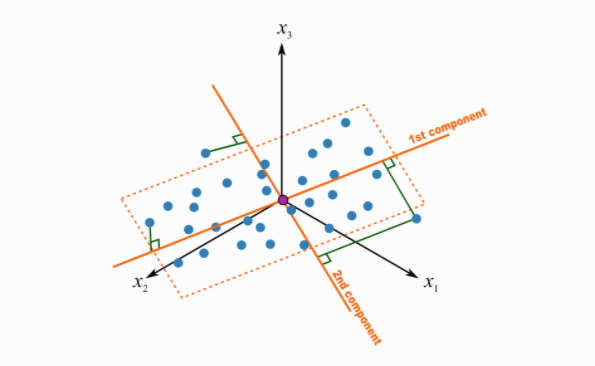 x₃
1st component
x₂
x₁
2nd component